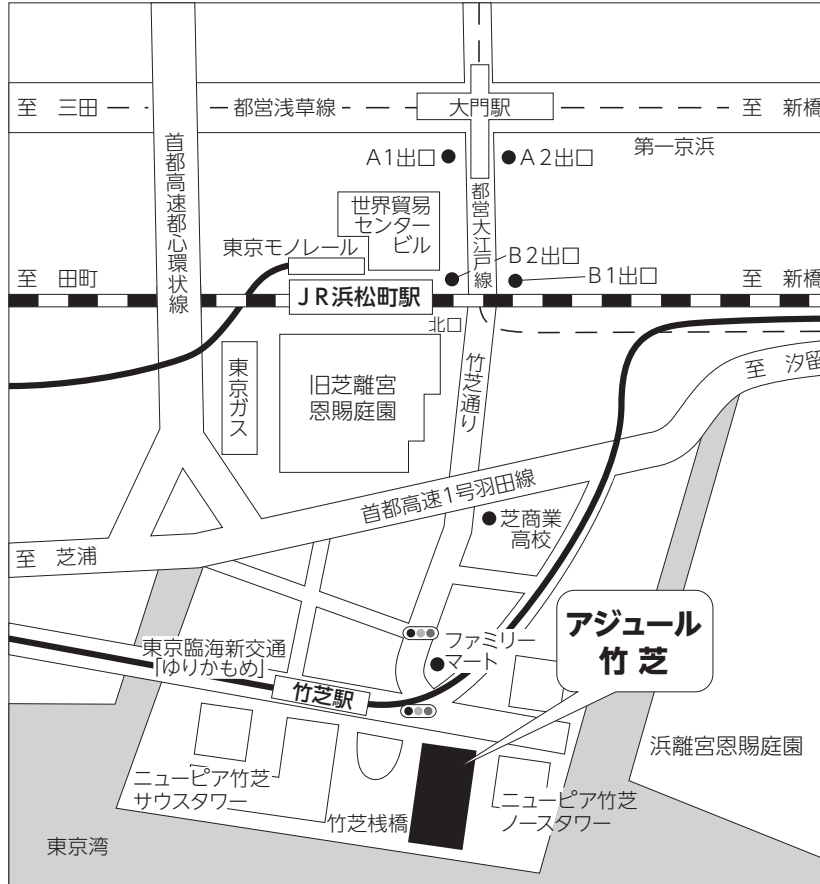 至 三田
都営浅草線
大門駅
至 新橋
第一京浜
A1出口
A2出口
首都高速都心環状線
都営大江戸線
世界貿易
センター
ビル
東京モノレール
B2出口
B1出口
至 田町
至 新橋
JR浜松町駅
北口
東京ガス
旧芝離宮
恩賜庭園
竹芝通り
至 汐留
首都高速1号羽田線
芝商業
高校
至 芝浦
アジュール
竹芝
ファミリー
マート
東京臨海新交通
「ゆりかもめ」
竹芝駅
浜離宮恩賜庭園
ニューピア竹芝
サウスタワー
竹芝桟橋
ニューピア竹芝
ノースタワー
東京湾